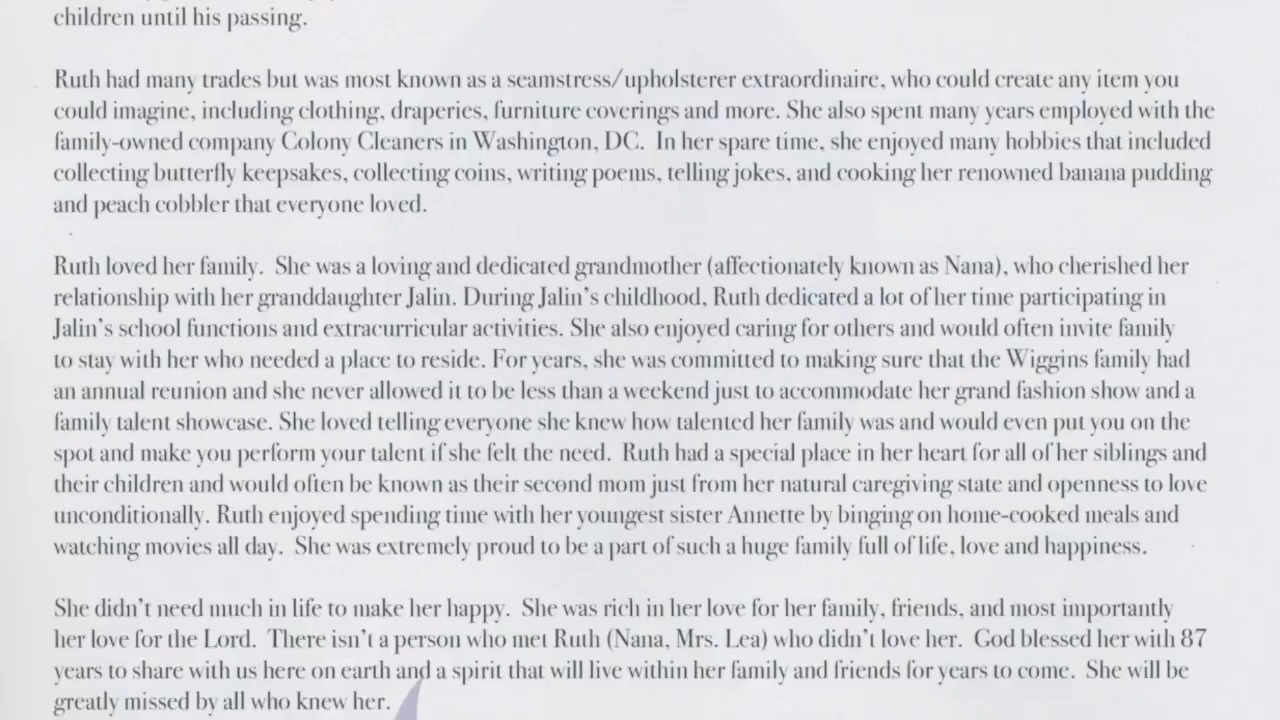 children until his passing.
Ruth had many trades but was most known as a seamstress/upholsterer extraordinaire, who could create any item you
could imagine, including clothing, draperies, furniture coverings and more. She also spent many years employed with the
family-owned company Colony Cleaners in Washington, DC.  In her spare time, she enjoyed many hobbies that included
collecting butterfly keepsakes, collecting coins, writing poems, telling jokes, and cooking her renowned banana pudding
and peach cobbler that everyone loved.
Ruth loved her family.  She was a loving and dedicated grandmother (affectionately known as Nana), who cherished her
relationship with her granddaughter Jalin. During Jalin's childhood, Ruth dedicated a lot of her time participating in
Jalin's school functions and extracurricular activities. She also enjoyed caring for others and would often invite family
to stay with her who needed a place to reside. For years, she was committed to making sure that the Wiggins family had
an annual reunion and she never allowed it to be less than a weekend just to accommodate her grand fashion show and a
family talent showcase. She loved telling everyone she knew how talented her family was and would even put you on the
spot and make you perform your talent if she felt the need.  Ruth had a special place in her heart for all of her siblings and
their children and would often be known as their second mom just from her natural caregiving state and openness to love
unconditionally. Ruth enjoyed spending time with her youngest sister Annette by binging on home-cooked meals and
watching movies all day.  She was extremely proud to be a part of such a huge family full of life, love and happiness.
She didn't need much in life to make her happy.  She was rich in her love for her family, friends, and most importantly
her love for the Lord.  There isn't a person who met Ruth (Nana, Mrs. Lea) who didn't love her.  God blessed her with 87
years to share with us here on earth and a spirit that will live within her family and friends for years to come.  She will be
greatly missed by all who knew her.